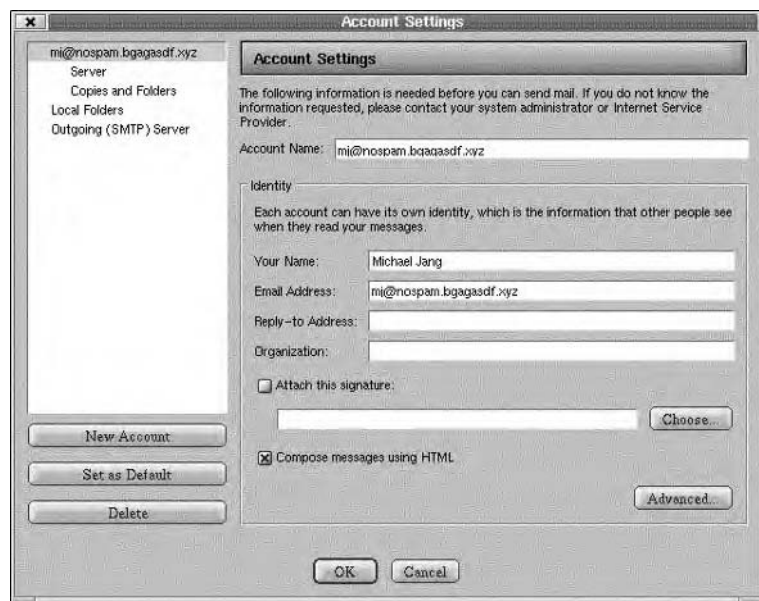 Account Settings
mj@nospam.bgagasdf.xyz
Server
Copies and Folders
Local Folders
Outgoing (SMTP) Server
New Account
Set as Default
Delete
Account Settings
The following information is needed before you can send mail. If you do not know the
information requested, please contact your system administrator or Internet Service
Provider.
Account Name: mj@nospam.bgagasdf.xyz
Identity
Each account can have its own identity, which is the information that other people see
when they read your messages.
Your Name: Michael Jang
Email Address: mj@nospam.bgagasdf.xyz
Reply-to Address:
Organization:
Attach this signature:
Choose...
Compose messages using HTML
Advanced...
OK Cancel